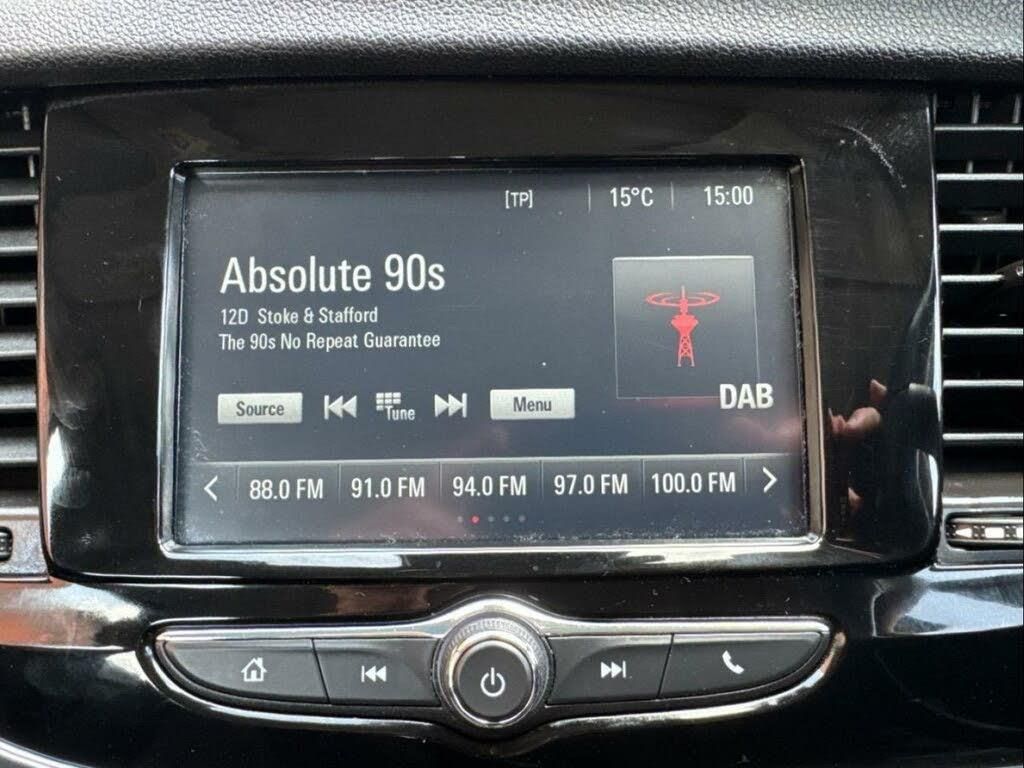 [TP] 15°C 15:00
Absolute 90s
12D Stoke & Stafford
The 90s No Repeat Guarantee
Source Tune Menu
DAB
88.0 FM 91.0 FM 94.0 FM 97.0 FM 100.0 FM